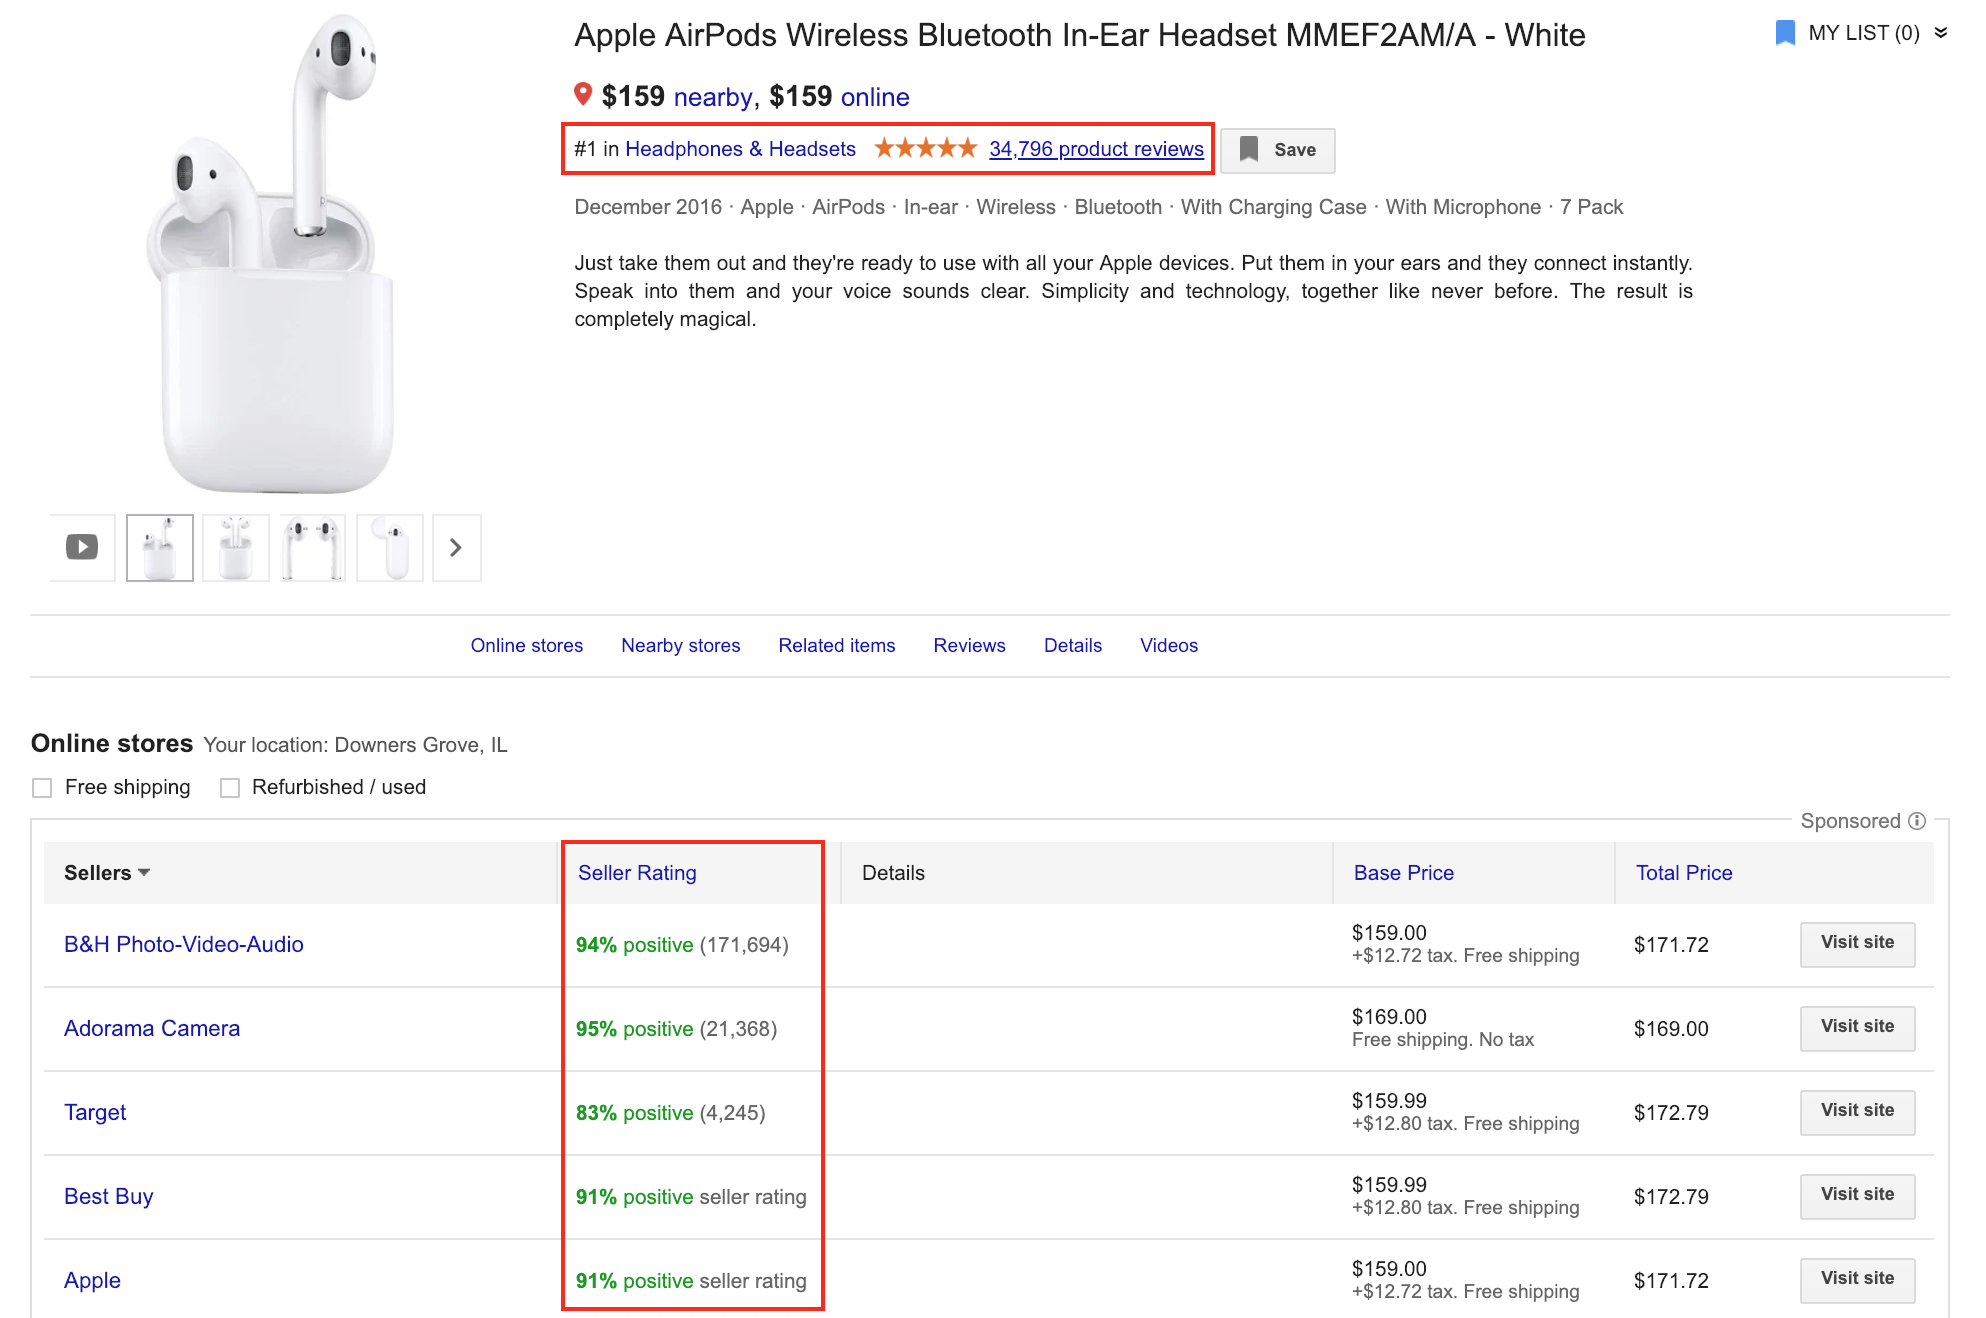 Apple AirPods Wireless Bluetooth In-Ear Headset MMEF2AM/A - White
MY LIST (0)
$159 nearby, $159 online
#1 in Headphones & Headsets 34,796 product reviews
Save
December 2016 · Apple · AirPods · In-ear · Wireless · Bluetooth · With Charging Case · With Microphone · 7 Pack
Just take them out and they're ready to use with all your Apple devices. Put them in your ears and they connect instantly.
Speak into them and your voice sounds clear. Simplicity and technology, together like never before. The result is
completely magical.
Online stores Nearby stores Related items Reviews Details Videos
Online stores Your location: Downers Grove, IL
Free shipping Refurbished / used
Sponsored
Sellers Seller Rating Details Base Price Total Price
B&H Photo-Video-Audio 94% positive (171,694) $159.00 $171.72 Visit site
+$12.72 tax. Free shipping
Adorama Camera 95% positive (21,368) $169.00 $169.00 Visit site
Free shipping. No tax
Target 83% positive (4,245) $159.99 $172.79 Visit site
+$12.80 tax. Free shipping
Best Buy 91% positive seller rating $159.99 $172.79 Visit site
+$12.80 tax. Free shipping
Apple 91% positive seller rating $159.00 $171.72 Visit site
+$12.72 tax. Free shipping